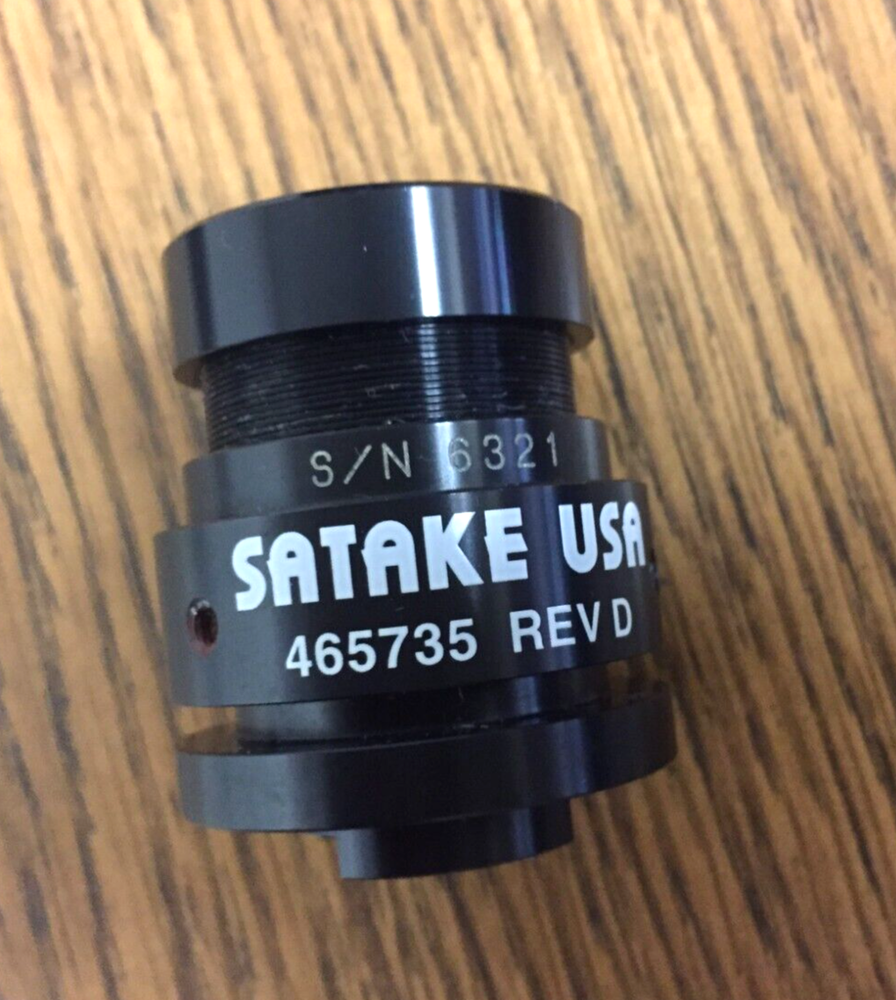 S/N 6321
SATAKE USA
465735 REV D